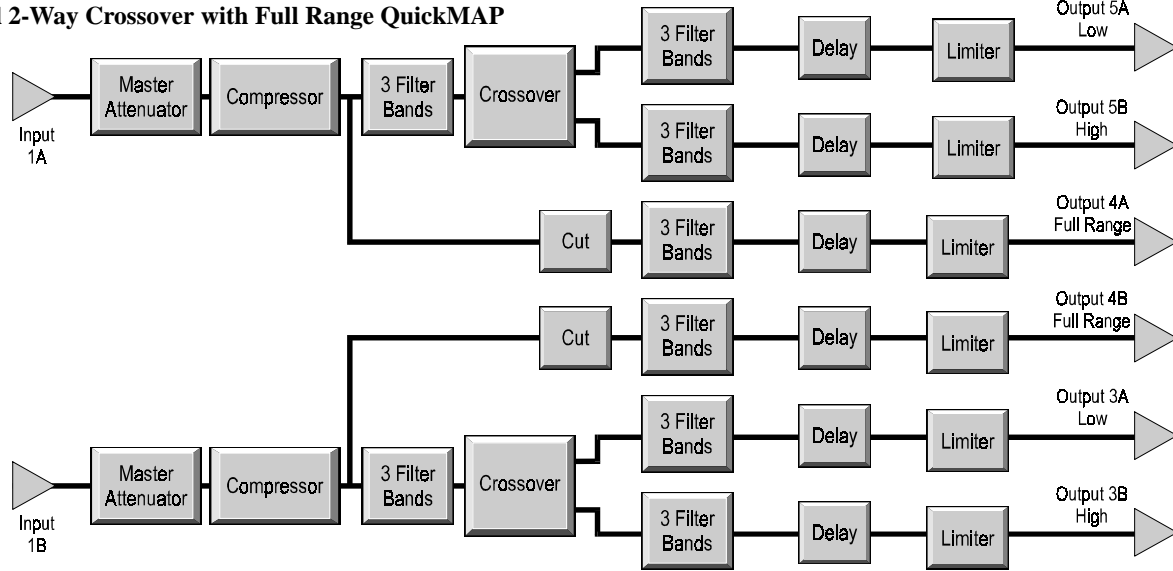 2-Way Crossover with Full Range QuickMAP
Input
1A
Master
Attenuator
Compressor
3 Filter
Bands
Crossover
3 Filter
Bands
Delay
Limiter
Output 5A
Low
3 Filter
Bands
Delay
Limiter
Output 5B
High
Cut
3 Filter
Bands
Delay
Limiter
Output 4A
Full Range
Cut
3 Filter
Bands
Delay
Limiter
Output 4B
Full Range
Input
1B
Master
Attenuator
Compressor
3 Filter
Bands
Crossover
3 Filter
Bands
Delay
Limiter
Output 3A
Low
3 Filter
Bands
Delay
Limiter
Output 3B
High